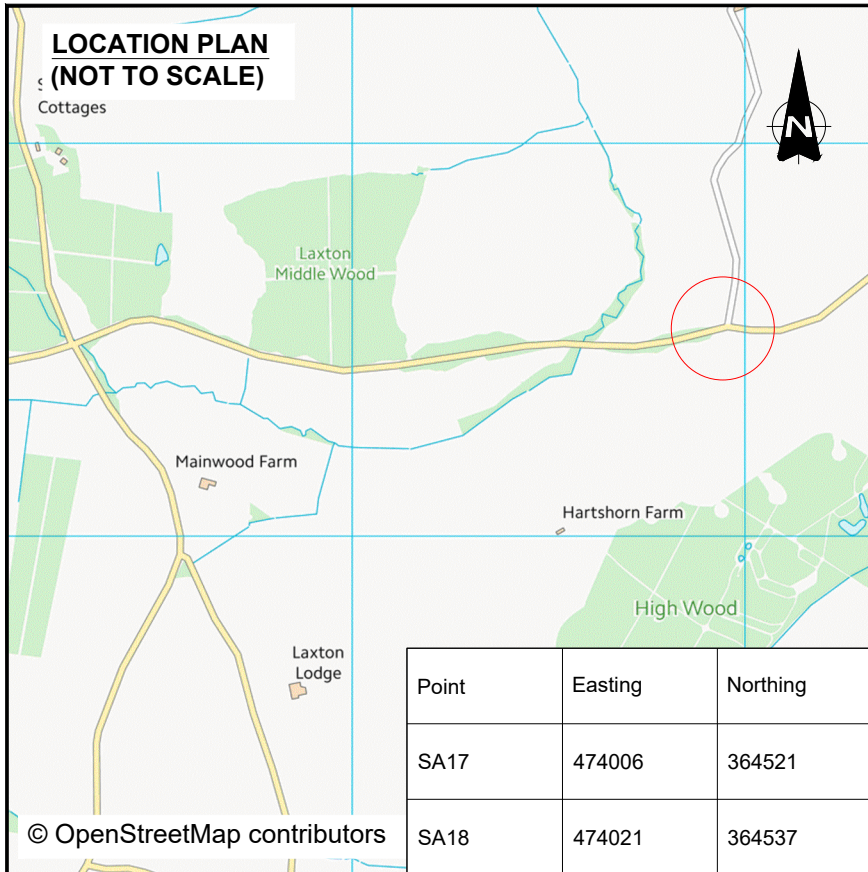 LOCATION PLAN
(NOT TO SCALE)
Cottages
N
Laxton
Middle Wood
Mainwood Farm
Hartshorn Farm
High Wood
Laxton
Lodge
Point Easting Northing
SA17 474006 364521
SA18 474021 364537
© OpenStreetMap contributors